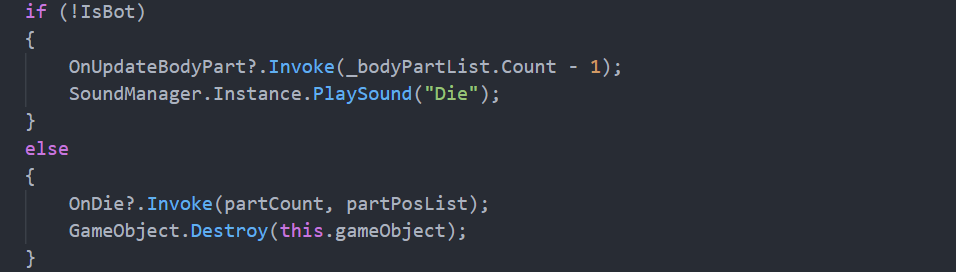 if (!IsBot)
{
    OnUpdateBodyPart?.Invoke(_bodyPartList.Count - 1);
    SoundManager.Instance.PlaySound("Die");
}
else
{
    OnDie?.Invoke(partCount, partPosList);
    GameObject.Destroy(this.gameObject);
}